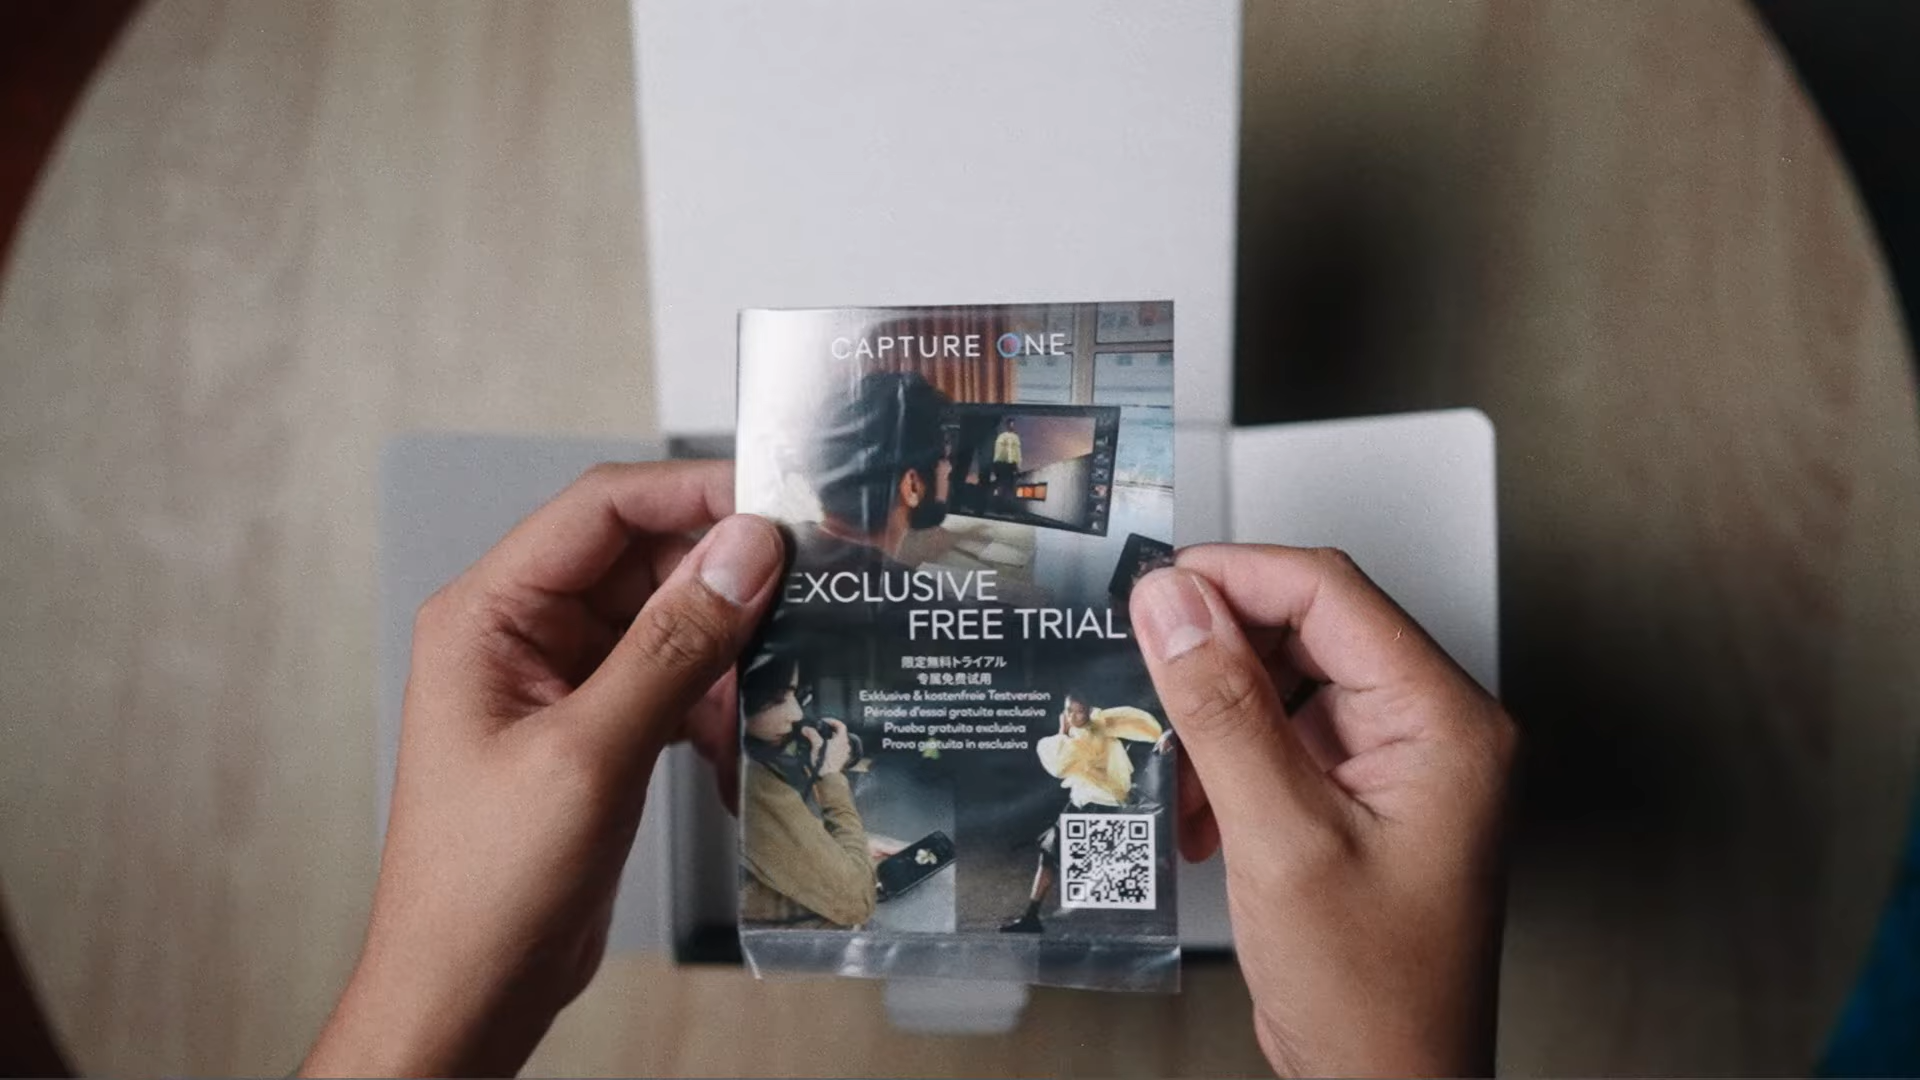 CAPTURE ONE
EXCLUSIVE
FREE TRIAL
限定無料トライアル
专属免费试用
Exklusive & kostenfreie Testversion
Période d'essai gratuite exclusive
Prueba gratuita exclusiva
Prova gratuita in esclusiva